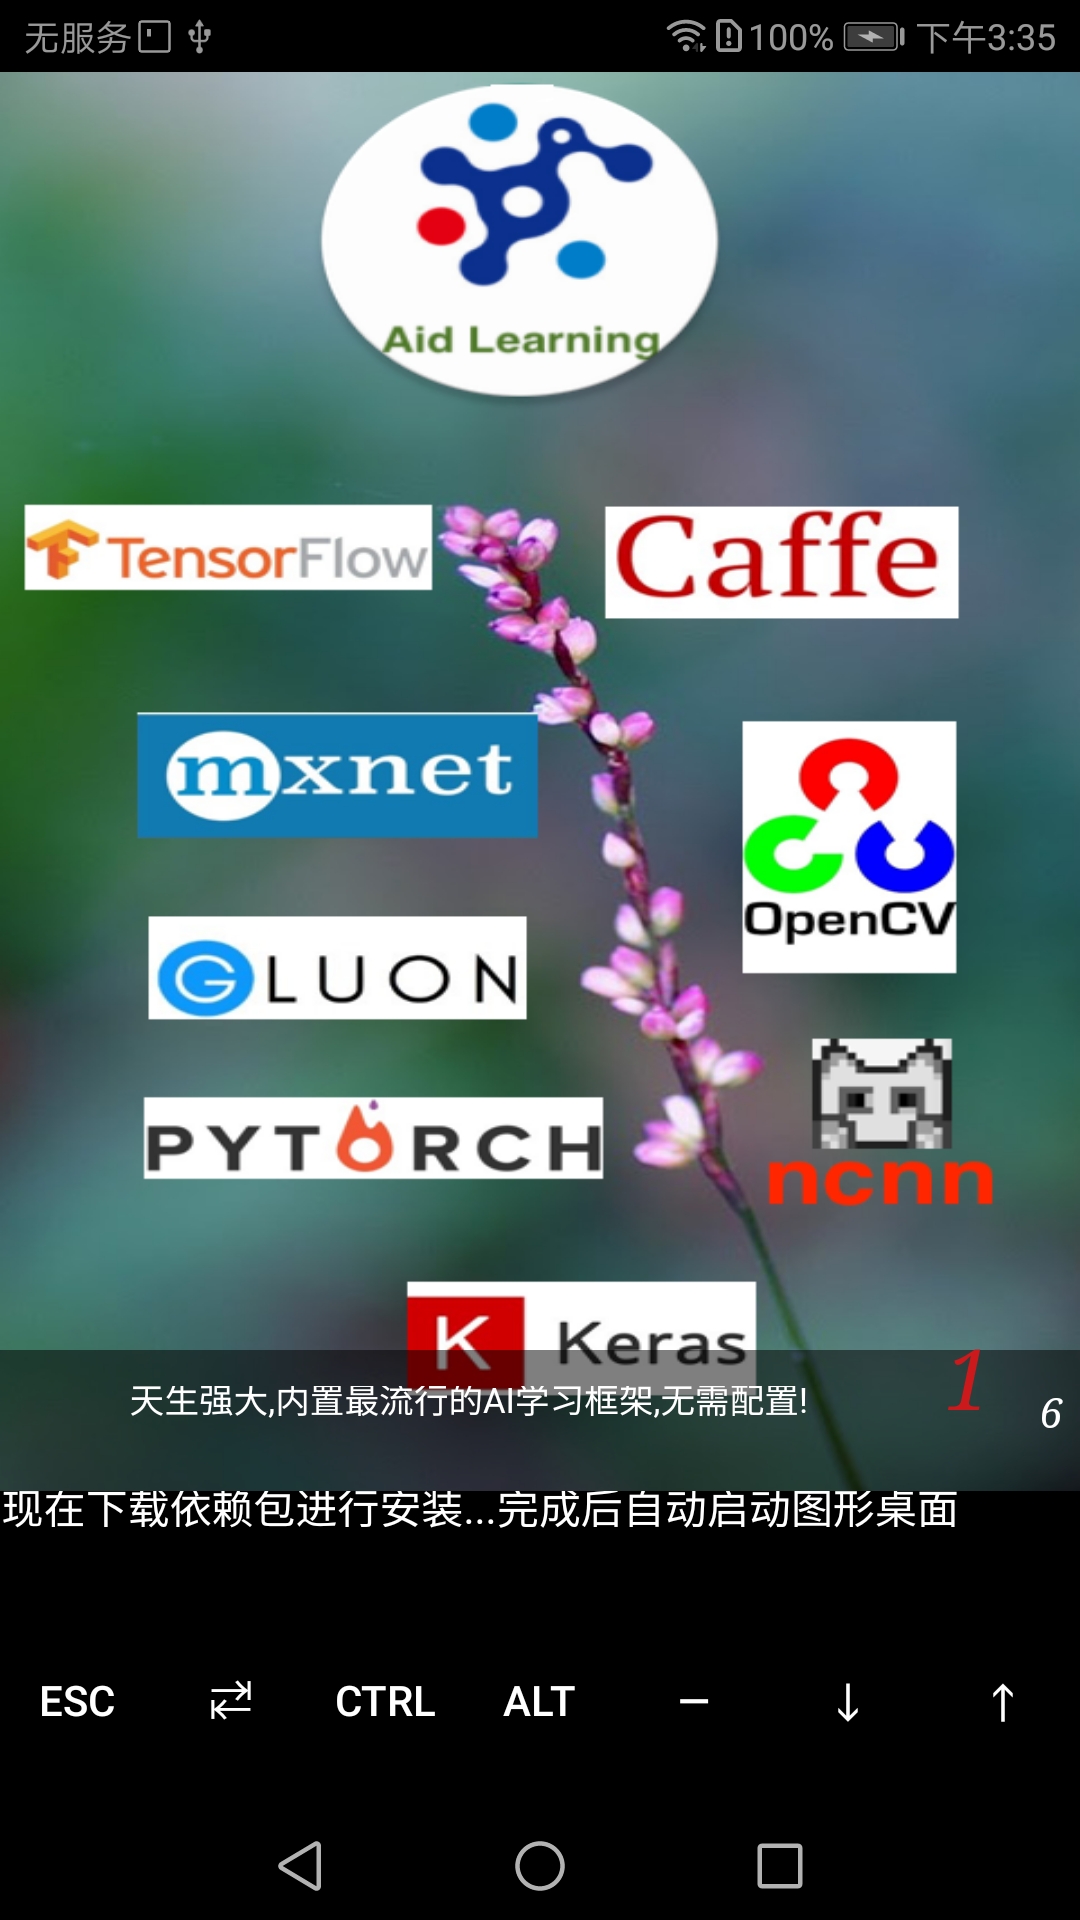 无服务 100% 下午3:35
Aid Learning
TensorFlow
Caffe
mxnet
OpenCV
GLUON
PYTORCH
ncnn
K Keras
天生强大,内置最流行的AI学习框架,无需配置! 1 6
现在下载依赖包进行安装...完成后自动启动图形桌面
ESC CTRL ALT — ↓ ↑